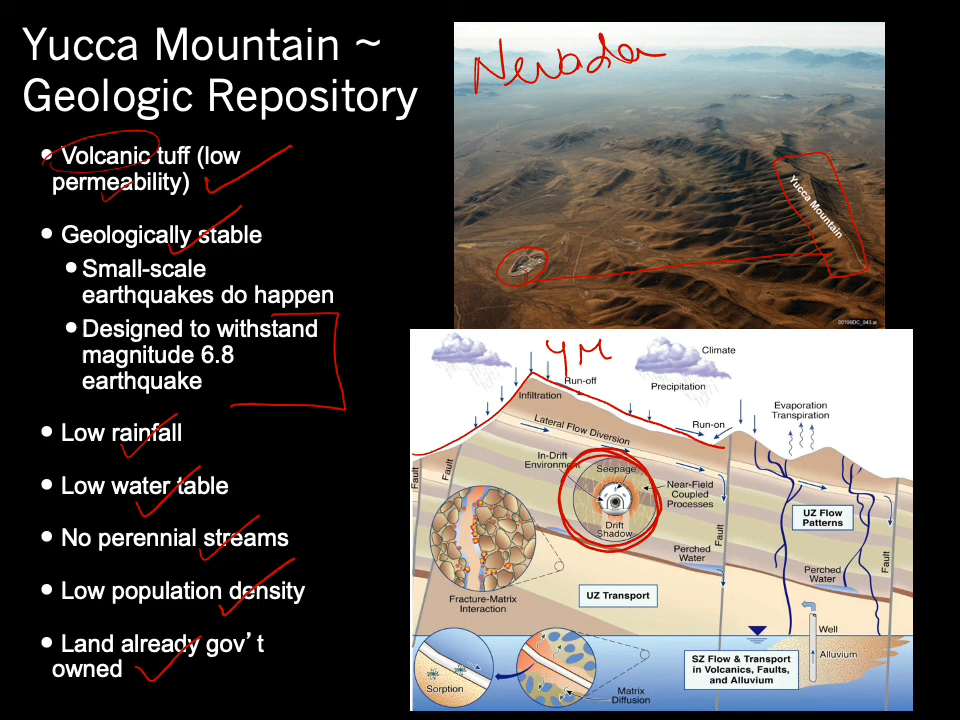 Yucca Mountain ~
Geologic Repository
• Volcanic tuff (low
permeability)
• Geologically stable
• Small-scale
earthquakes do happen
• Designed to withstand
magnitude 6.8
earthquake
• Low rainfall
• Low water table
• No perennial streams
• Low population density
• Land already gov't
owned
Nevada
Yucca Mountain
00199DC_043.ai
YM
Climate
Run-off
Precipitation
Infiltration
Evaporation
Transpiration
Run-on
Lateral Flow Diversion
In-Drift
Environment
Seepage
Fault
Fault
Near-Field
Coupled
Processes
Drift
Shadow
UZ Flow
Patterns
Fault
Fault
Perched
Water
Perched
Water
Fracture-Matrix
Interaction
UZ Transport
Well
Alluvium
SZ Flow & Transport
in Volcanics, Faults,
and Alluvium
Sorption
Matrix
Diffusion